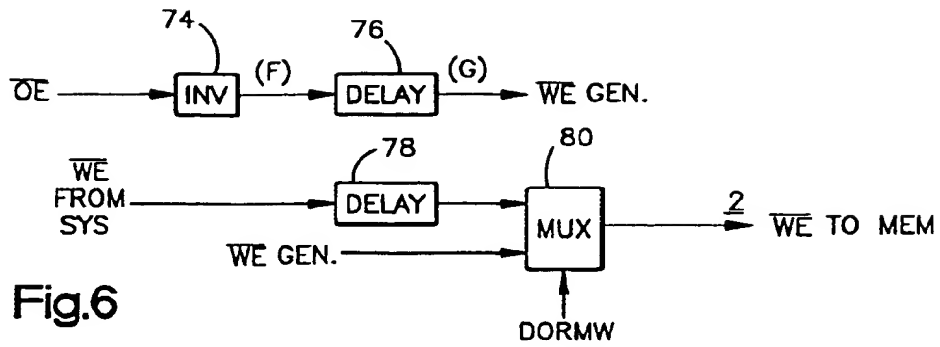 74
76
OE
INV
(F)
DELAY
(G)
WE GEN.
78
80
WE
FROM
SYS
DELAY
MUX
2
WE TO MEM
WE GEN.
DORMW
Fig.6